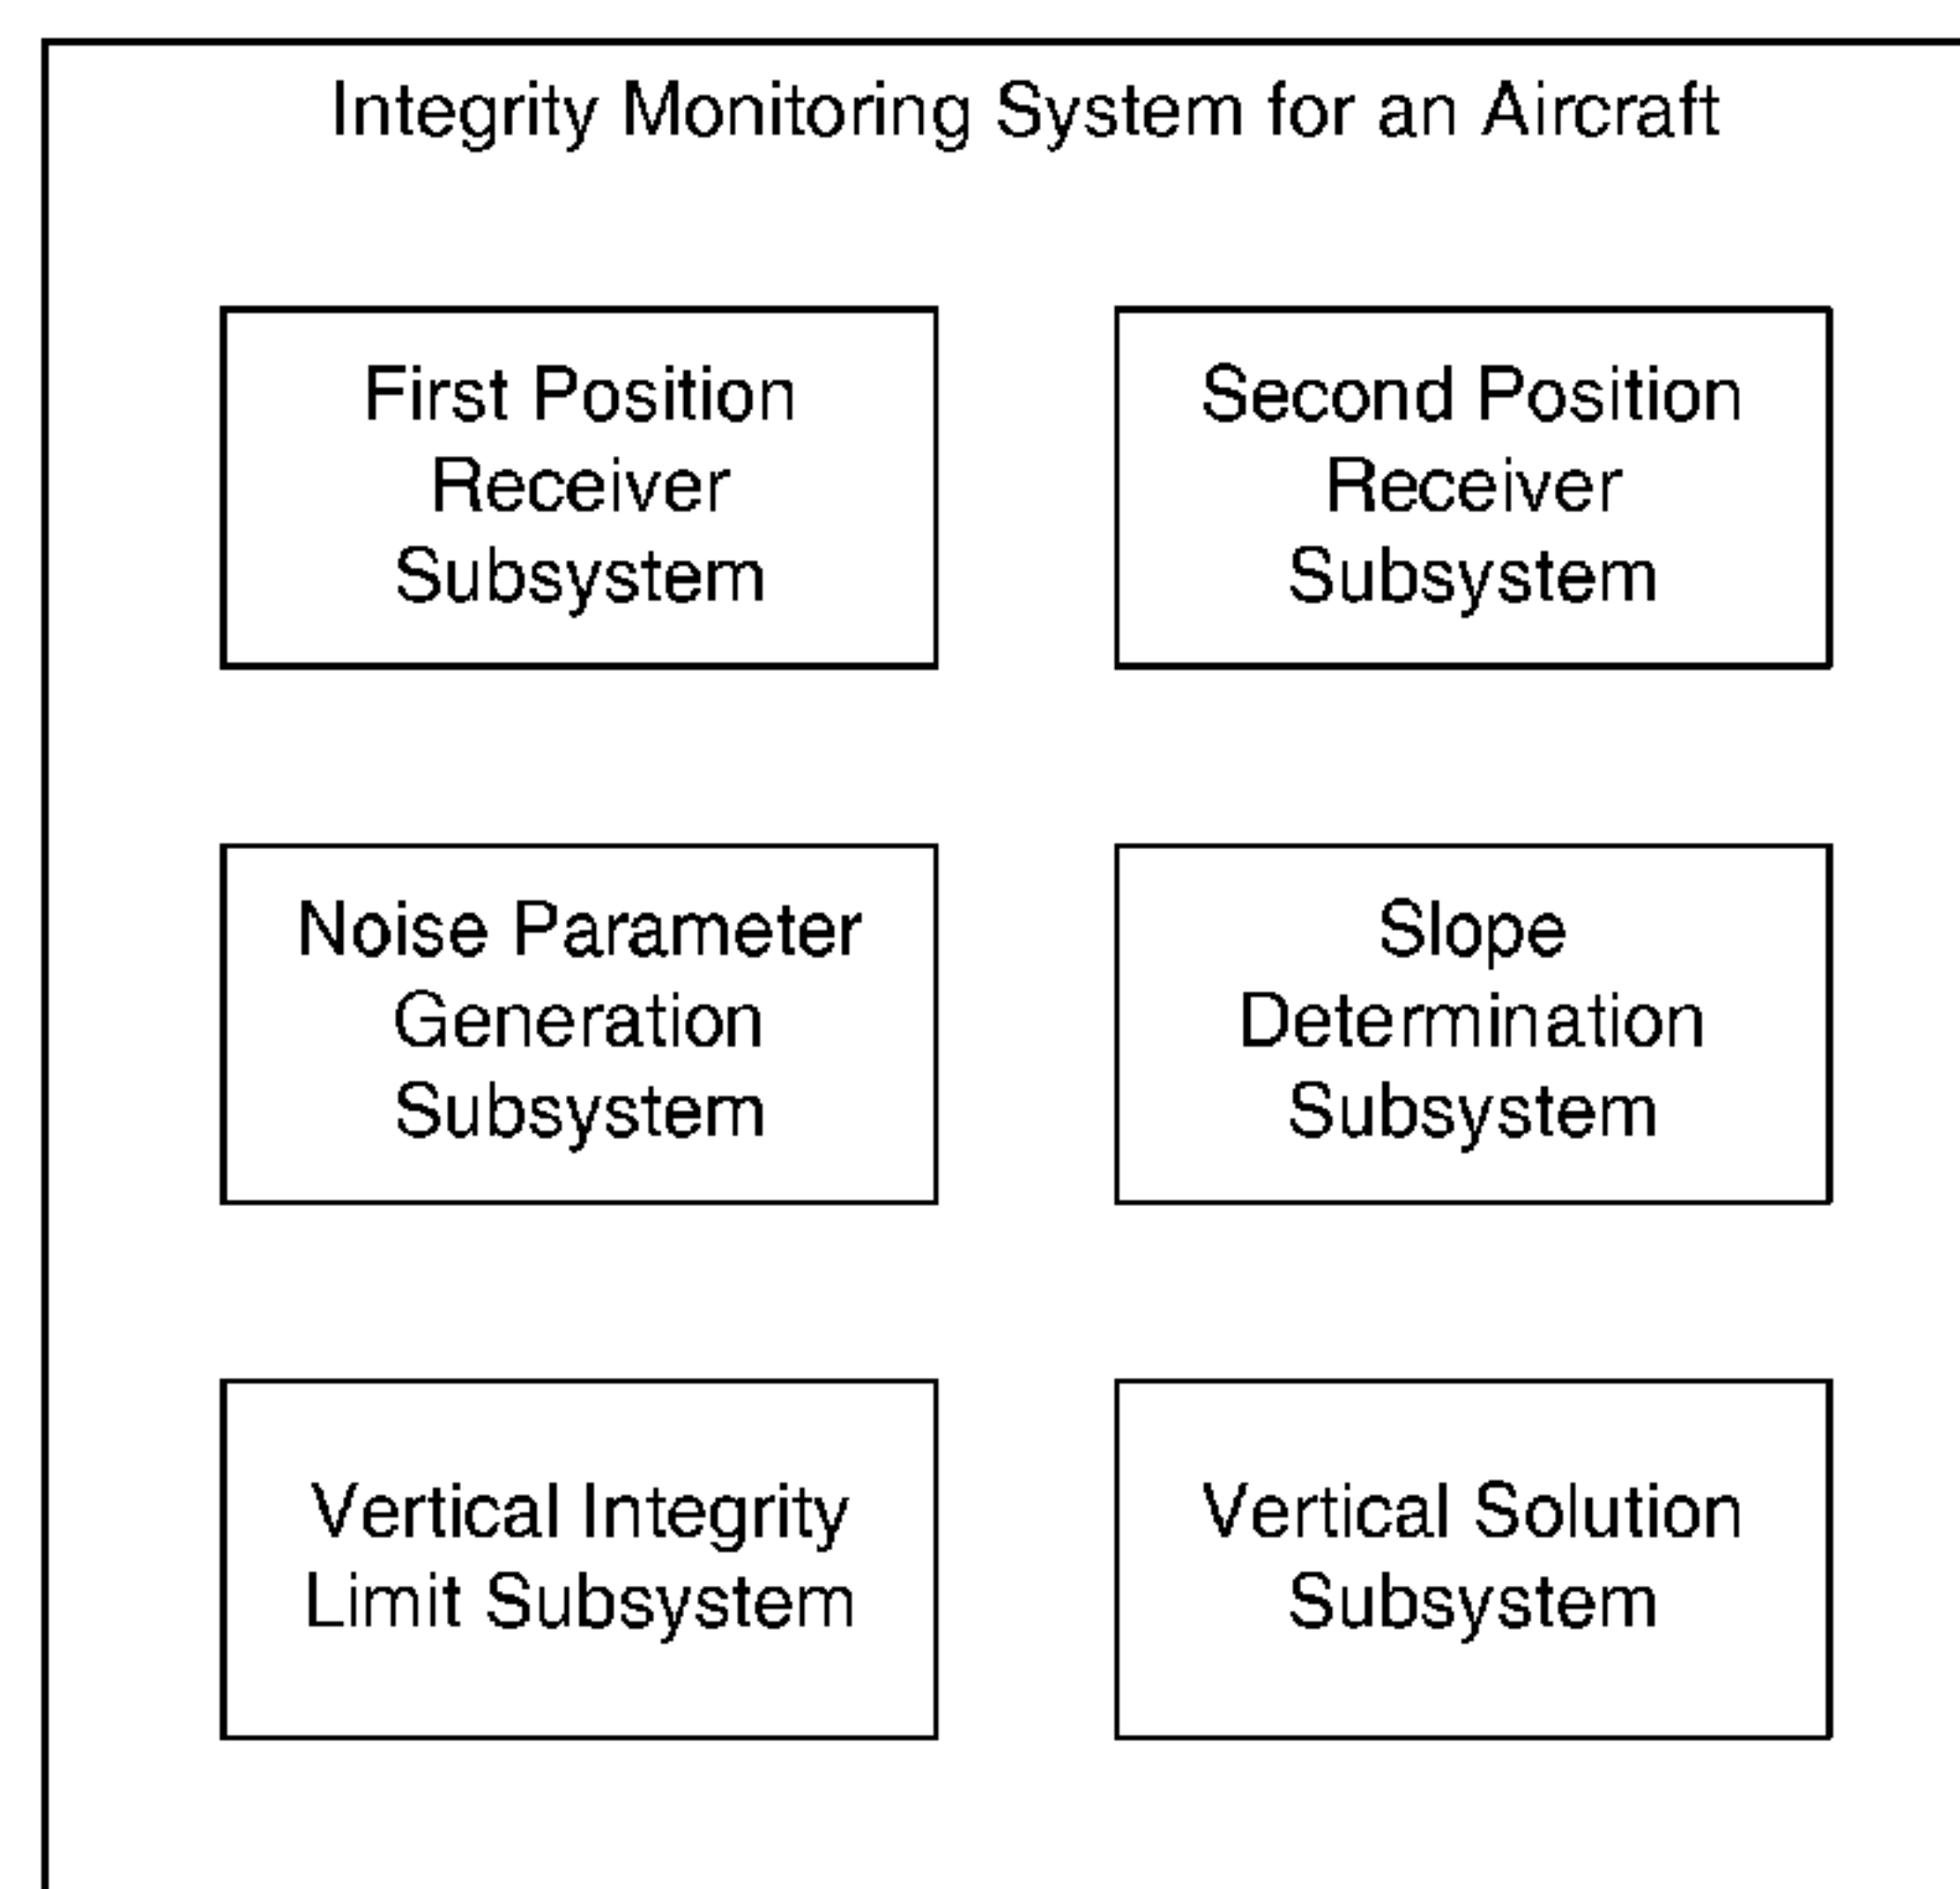 Integrity Monitoring System for an Aircraft
First Position
Receiver
Subsystem
Second Position
Receiver
Subsystem
Noise Parameter
Generation
Subsystem
Slope
Determination
Subsystem
Vertical Integrity
Limit Subsystem
Vertical Solution
Subsystem